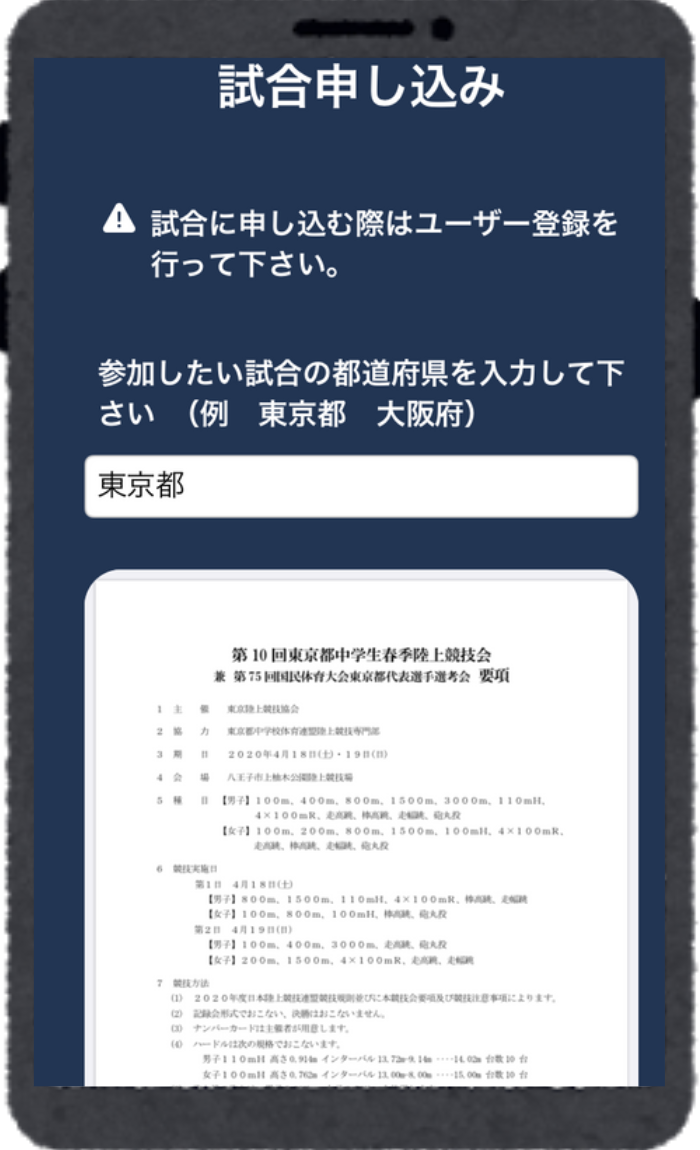 試合申し込み
試合に申し込む際はユーザー登録を
行って下さい。
参加したい試合の都道府県を入力して下
さい （例　東京都　大阪府）
東京都
第10回東京都中学生春季陸上競技会
兼 第75回国民体育大会東京都代表選手選考会 要項
1 主　催 東京陸上競技協会
2 協　力 東京都中学校体育連盟陸上競技専門部
3 期　日 2020年4月18日(土)・19日(日)
4 会　場 八王子市上柚木公園陸上競技場
5 種　目 【男子】100m、400m、800m、1500m、3000m、110mH、
4×100mR、走高跳、棒高跳、走幅跳、砲丸投
【女子】100m、200m、800m、1500m、100mH、4×100mR、
走高跳、棒高跳、走幅跳、砲丸投
6 競技実施日
第1日 4月18日(土)
【男子】800m、1500m、110mH、4×100mR、棒高跳、走幅跳
【女子】100m、800m、100mH、棒高跳、砲丸投
第2日 4月19日(日)
【男子】100m、400m、3000m、走高跳、砲丸投
【女子】200m、1500m、4×100mR、走高跳、走幅跳
7 競技方法
(1) 2020年度日本陸上競技連盟競技規則並びに本競技会要項及び競技注意事項によります。
(2) 記録会形式でおこない、決勝はおこないません。
(3) ナンバーカードは主催者が用意します。
(4) ハードルは次の規格でおこないます。
男子110mH 高さ0.914m インターバル13.72m-9.14m ‥‥14.02m 台数10台
女子100mH 高さ0.762m インターバル13.00m-8.00m ‥‥15.00m 台数10台